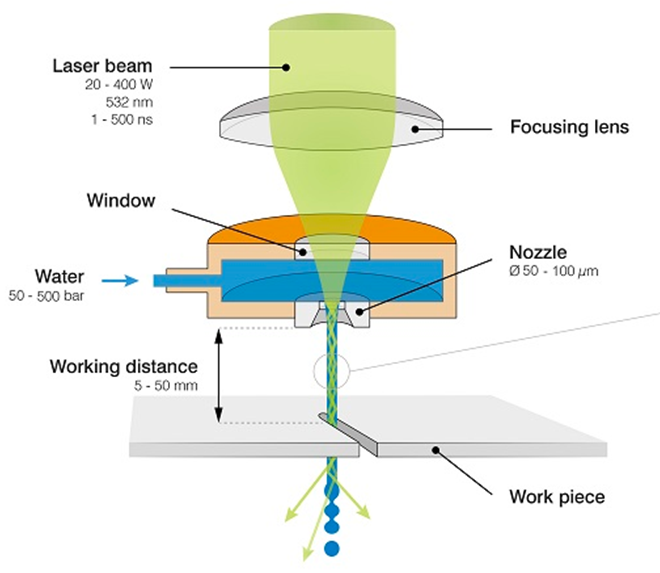 Laser beam
20 - 400 W
532 nm
1 - 500 ns
Focusing lens
Window
Nozzle
Ø 50 - 100 µm
Water
50 - 500 bar
Working distance
5 - 50 mm
Work piece